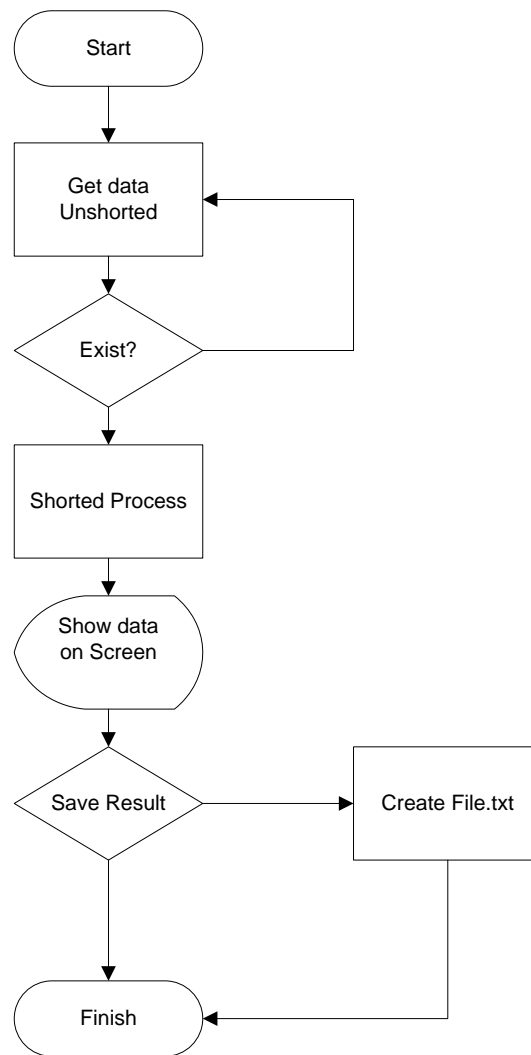 Start
Get data
Unshorted
Exist?
Shorted Process
Show data
on Screen
Save Result
Create File.txt
Finish